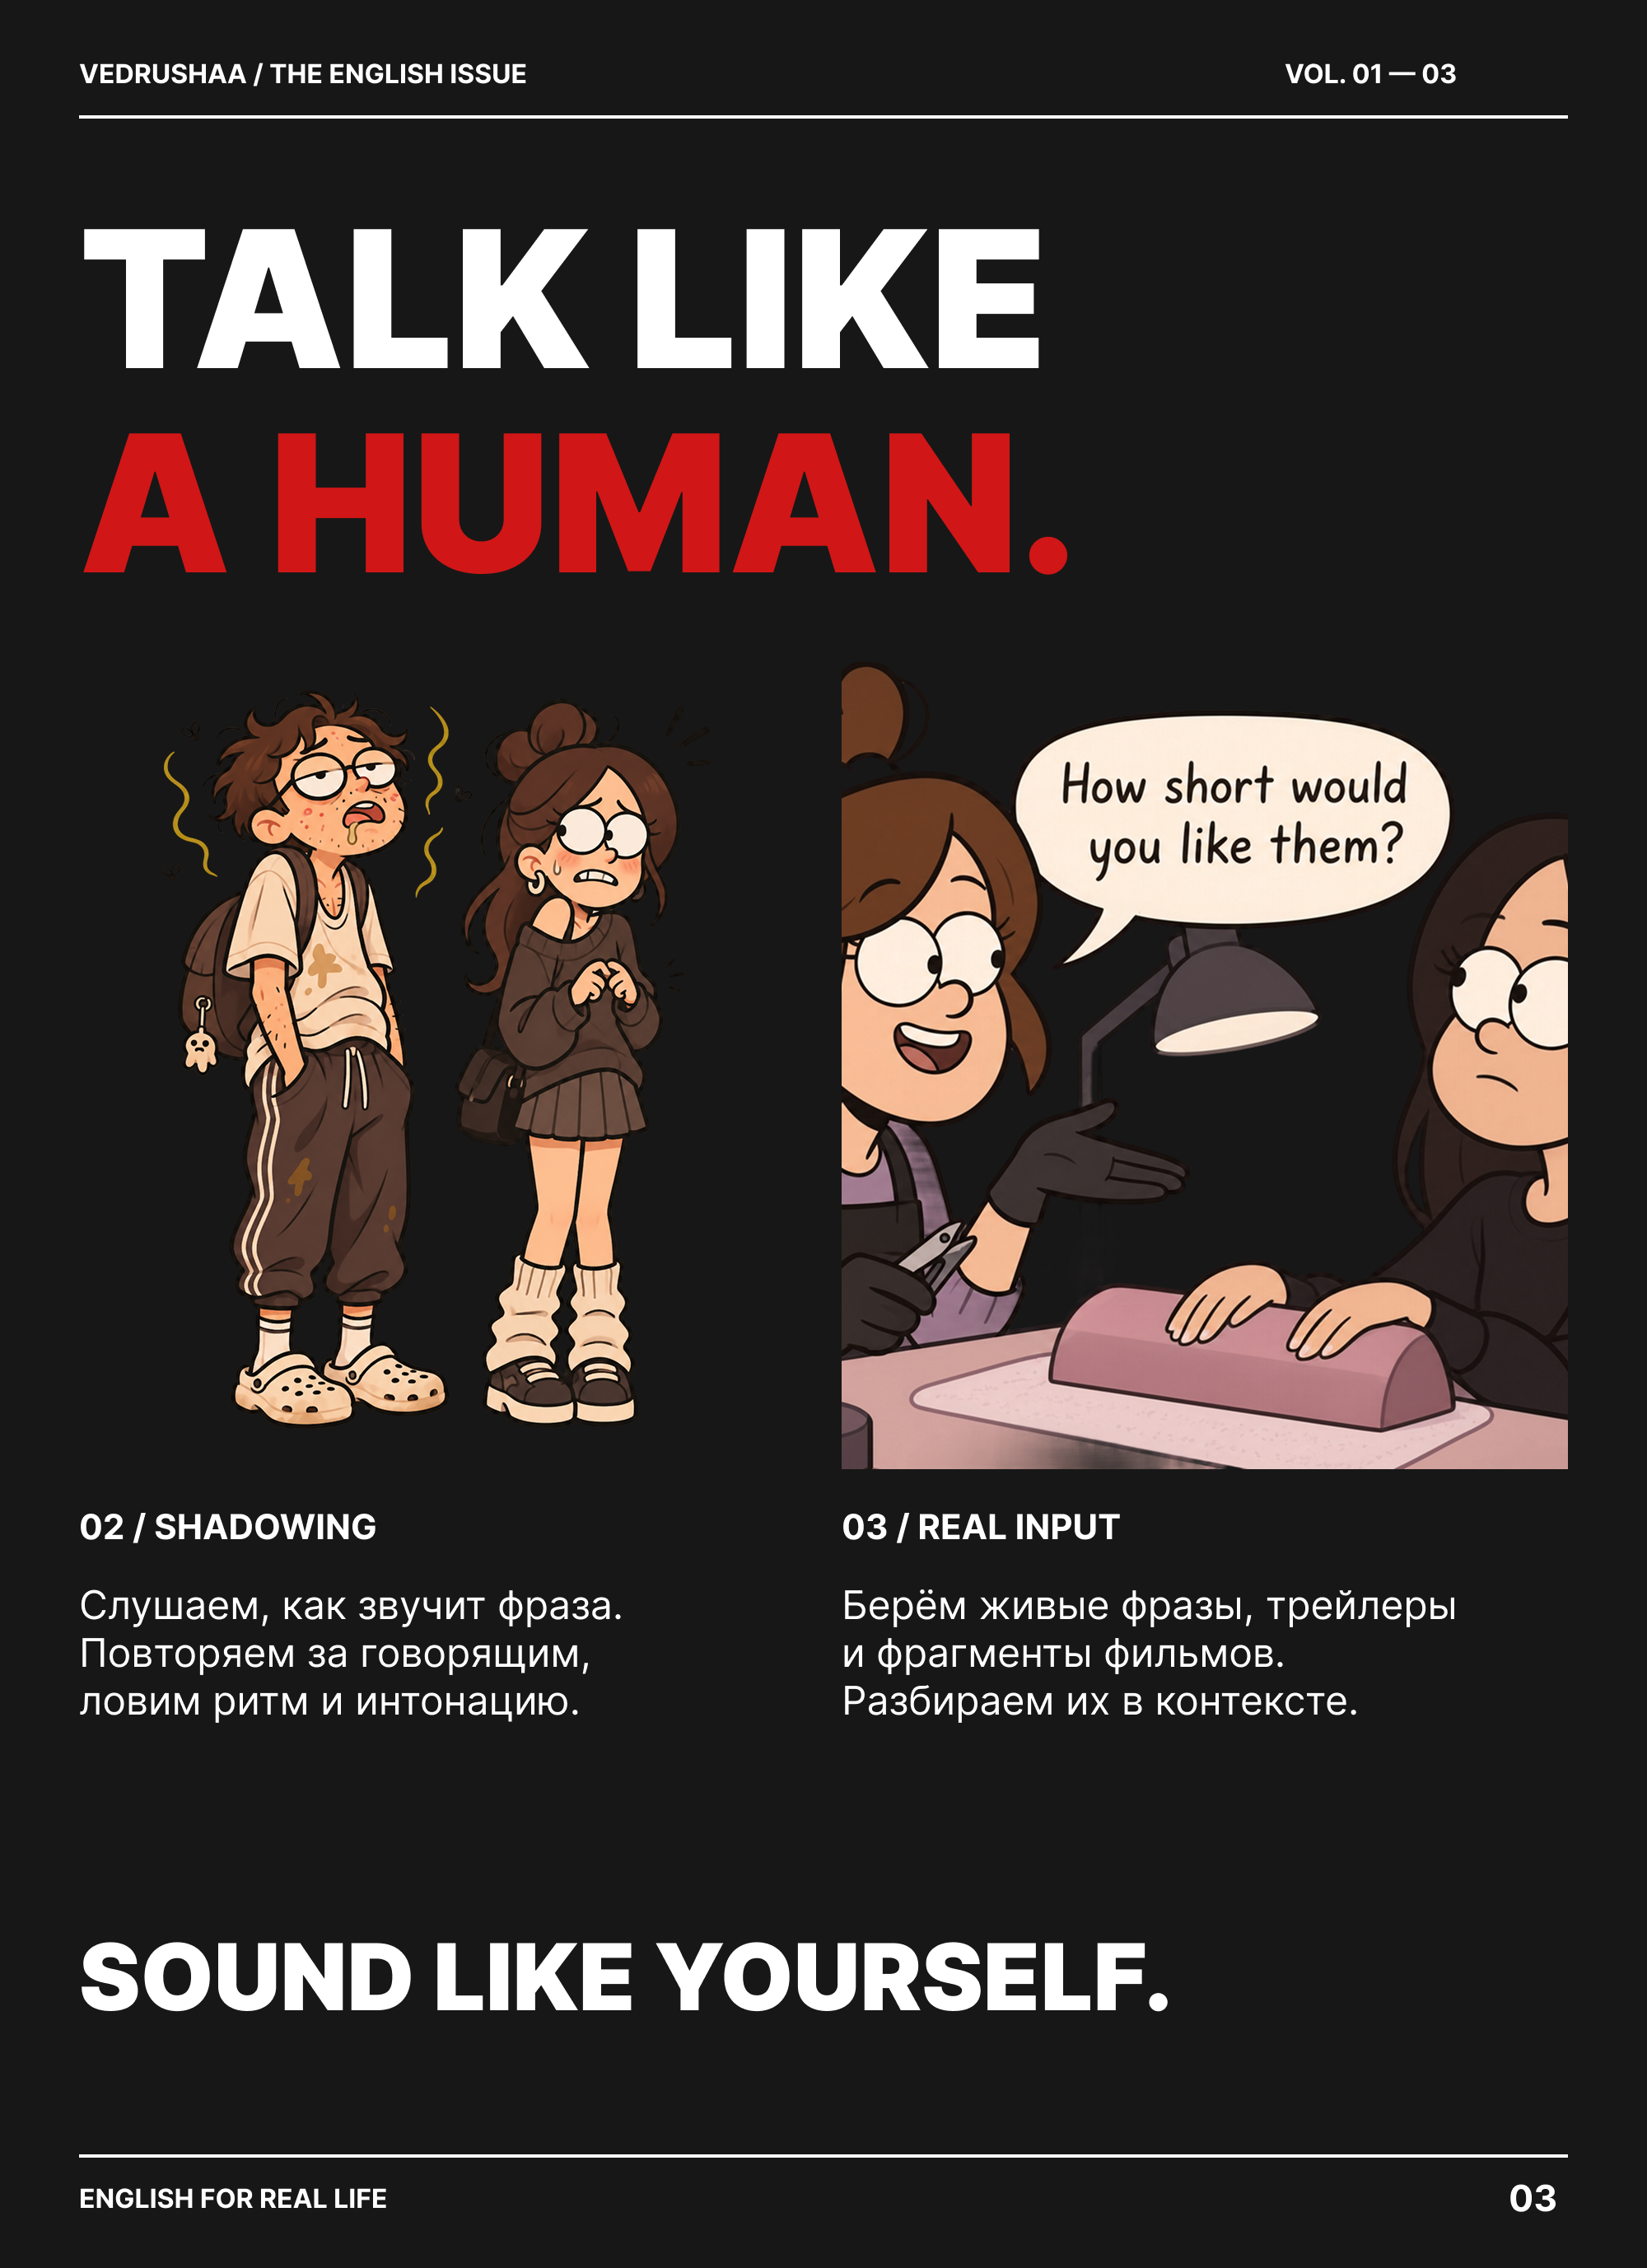 VEDRUSHAA / THE ENGLISH ISSUE
VOL. 01 — 03
TALK LIKE
A HUMAN.
How short would
you like them?
02 / SHADOWING
Слушаем, как звучит фраза.
Повторяем за говорящим,
ловим ритм и интонацию.
03 / REAL INPUT
Берём живые фразы, трейлеры
и фрагменты фильмов.
Разбираем их в контексте.
SOUND LIKE YOURSELF.
ENGLISH FOR REAL LIFE
03